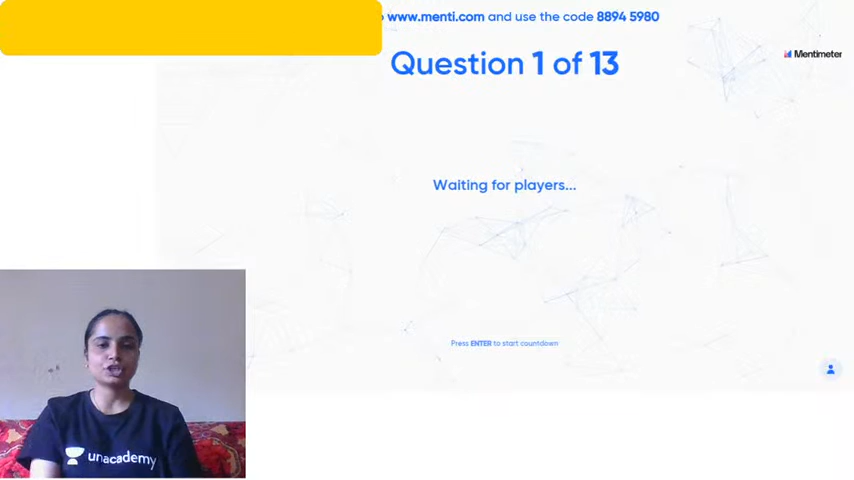 www.menti.com and use the code 8894 5980
Mentimeter
Question 1 of 13
Waiting for players...
Press ENTER to start countdown
unacademy